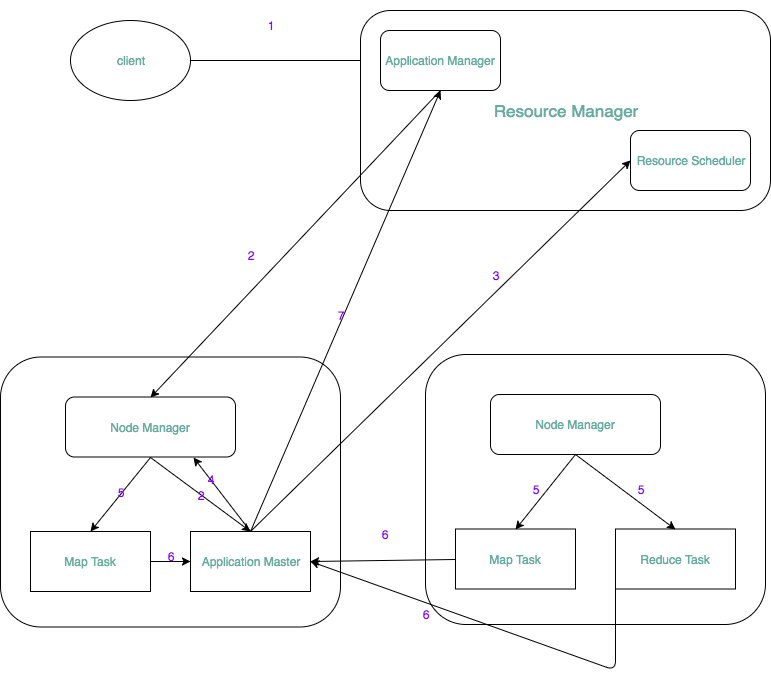 1
client
Application Manager
Resource Manager
Resource Scheduler
2
3
7
Node Manager
Node Manager
4
5
2
5
5
6
Map Task
6
Application Master
Map Task
Reduce Task
6